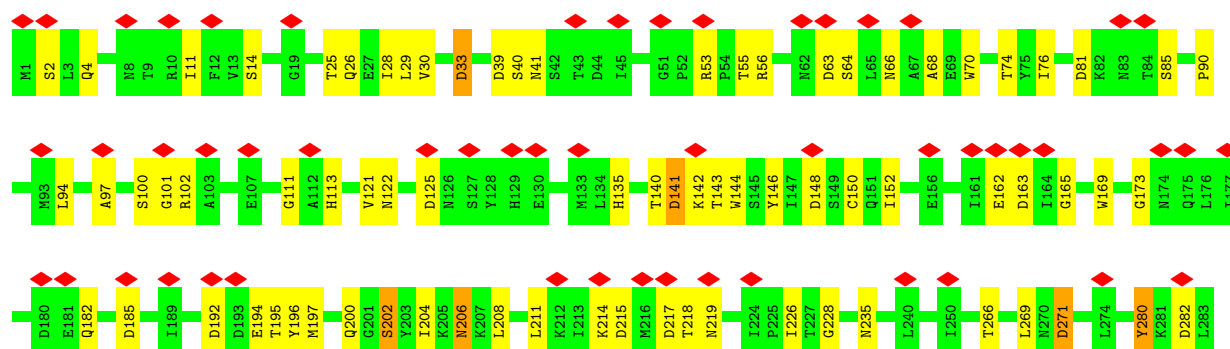 M1 S2 L3 Q4 N8 T9 R10 I11 F12 V13 S14 G19 T25 Q26 E27 I28 L29 V30 D33 D39 S40 N41 S42 T43 D44 I45 G51 P52 R53 P54 T55 R56 N62 D63 S64 L65 N66 A67 A68 E69 W70 T74 Y75 I76 D81 K82 N83 T84 S85 P90
M93 L94 A97 S100 G101 R102 A103 E107 G111 A112 H113 V121 N122 D125 N126 S127 Y128 H129 E130 M133 L134 H135 T140 D141 K142 T143 W144 S145 Y146 I147 D148 S149 C150 Q151 I152 E156 I161 E162 D163 I164 G165 W169 G173 N174 Q175 L176
D180 E181 Q182 D185 I189 D192 D193 E194 T195 Y196 M197 Q200 G201 S202 Y203 I204 K205 N206 K207 L208 L211 K212 I213 K214 D215 M216 D217 T218 N219 I224 P225 I226 T227 G228 N235 L240 I250 T266 L269 N270 D271 L274 Y280 K281 D282 L283